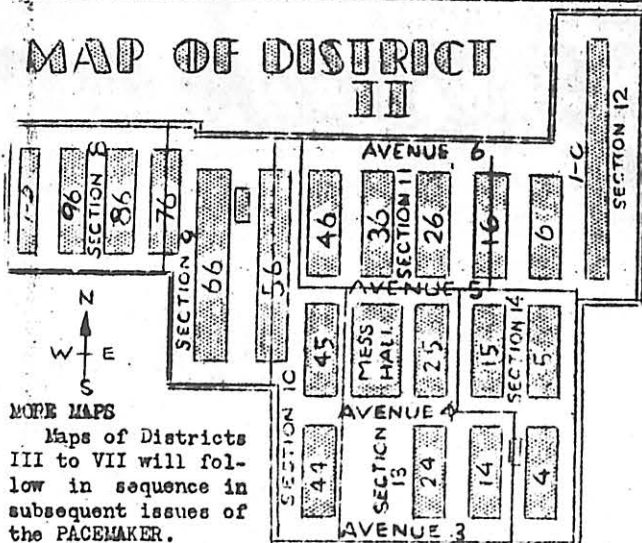 MAP OF DISTRICT
II
AVENUE 6
1-C
SECTION 12
SECTION 8
96
86
76
SECTION 9
66
56
46
36
SECTION 11
26
16
6
AVENUE 5
N
W E
S
SECTION 10
45
MESS
HALL
25
15
SECTION 14
5
AVENUE 4
44
SECTION
13
24
14
4
AVENUE 3
MORE MAPS
Maps of Districts
III to VII will fol-
low in sequence in
subsequent issues of
the PACEMAKER.